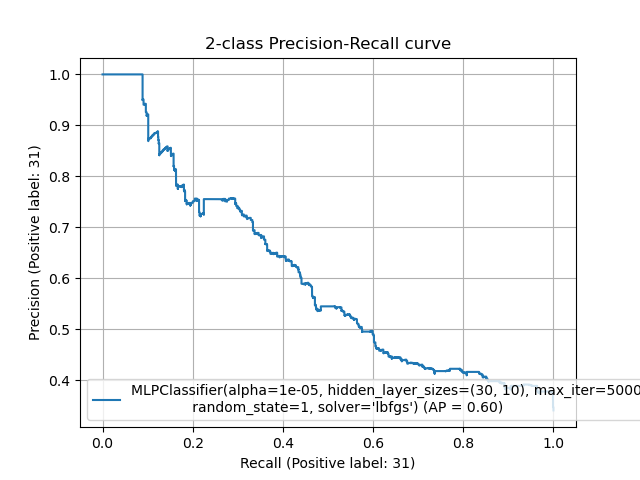 2-class Precision-Recall curve
Precision (Positive label: 31)
1.0
0.9
0.8
0.7
0.6
0.5
0.4
MLPClassifier(alpha=1e-05, hidden_layer_sizes=(30, 10), max_iter=5000
random_state=1, solver='lbfgs') (AP = 0.60)
0.0 0.2 0.4 0.6 0.8 1.0
Recall (Positive label: 31)